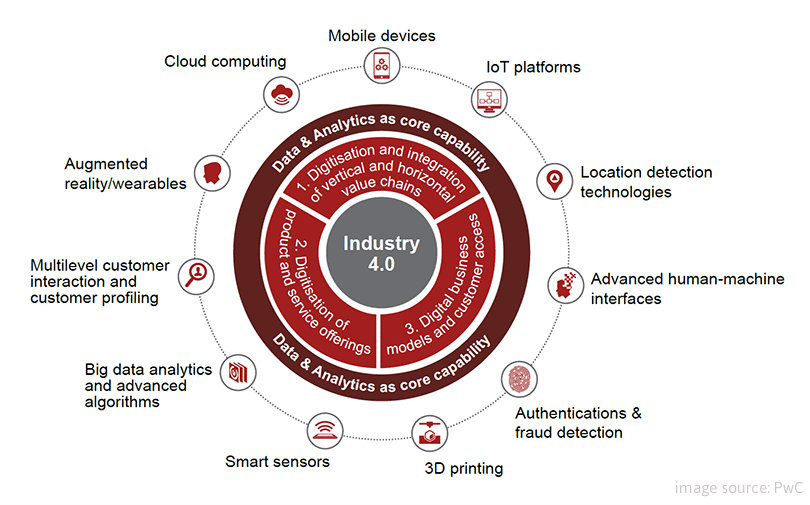 Mobile devices
Cloud computing
IoT platforms
Augmented
reality/wearables
Location detection
technologies
Multilevel customer
interaction and
customer profiling
Advanced human-machine
interfaces
Big data analytics
and advanced
algorithms
Authentications &
fraud detection
Smart sensors
3D printing
Data & Analytics as core capability
1. Digitisation and integration
of vertical and horizontal
value chains
2. Digitisation of
product and service offerings
3. Digital business
models and customer access
Industry
4.0
Data & Analytics as core capability
image source: PwC